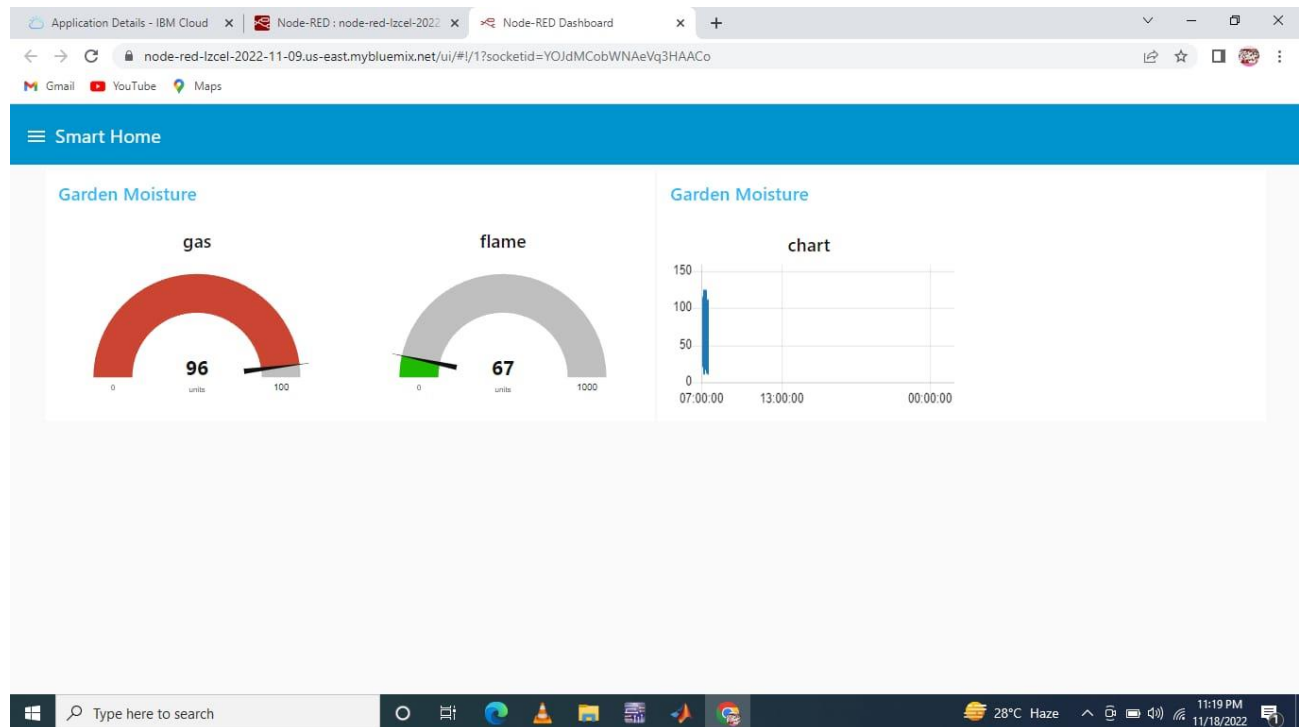 Application Details - IBM Cloud
Node-RED : node-red-lzcel-2022
Node-RED Dashboard
node-red-lzcel-2022-11-09.us-east.mybluemix.net/ui/#!/1?socketid=YOJdMCobWNAeVq3HAACo
Gmail YouTube Maps
Smart Home
Garden Moisture
gas
96
0 units 100
flame
67
0 units 1000
Garden Moisture
chart
150
100
50
0
07:00:00 13:00:00 00:00:00
Type here to search
28°C Haze
11:19 PM
11/18/2022
1